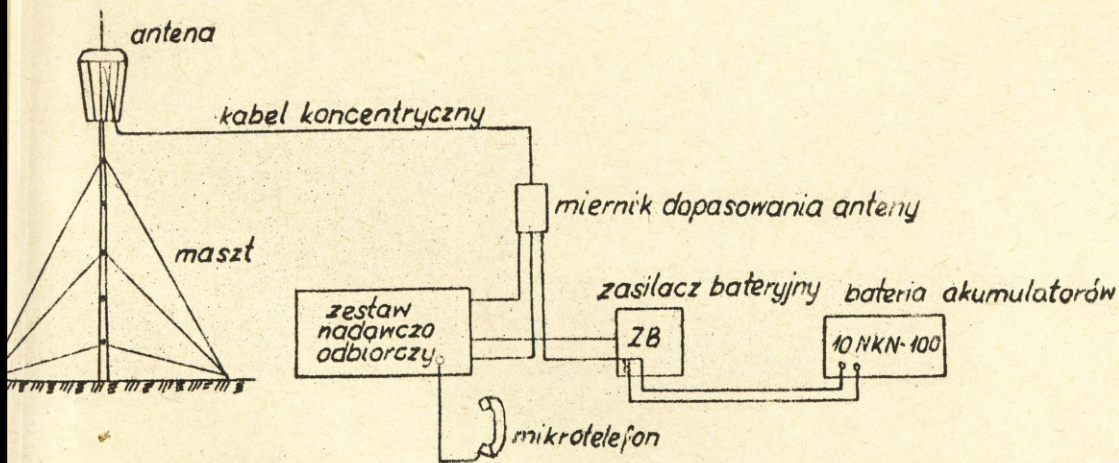 antena
kabel koncentryczny
miernik dopasowania anteny
maszt
zasilacz bateryjny
bateria akumulatorów
zestaw
nadawczo
odbiorczy
ZB
10 NKN-100
mikrotelefon